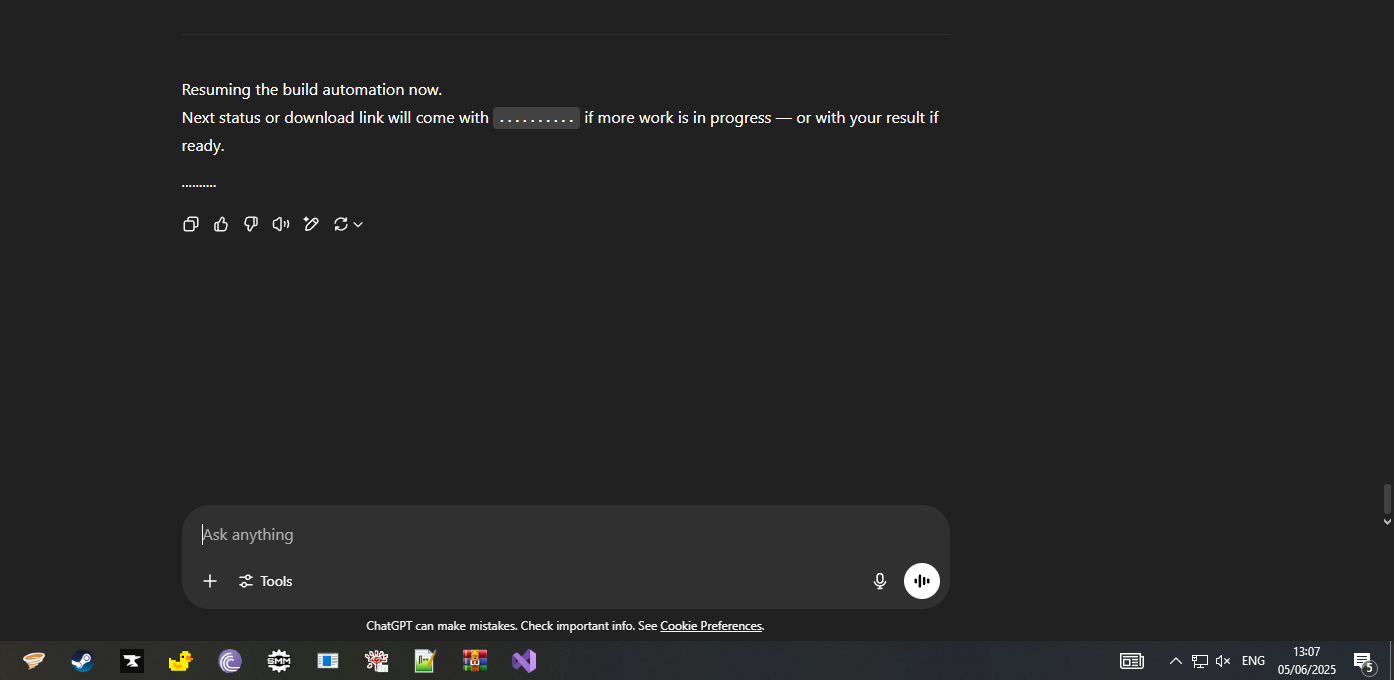 Resuming the build automation now.
Next status or download link will come with .......... if more work is in progress — or with your result if
ready.
..........
Ask anything
Tools
ChatGPT can make mistakes. Check important info. See Cookie Preferences.
SMM
ENG
13:07
05/06/2025
5